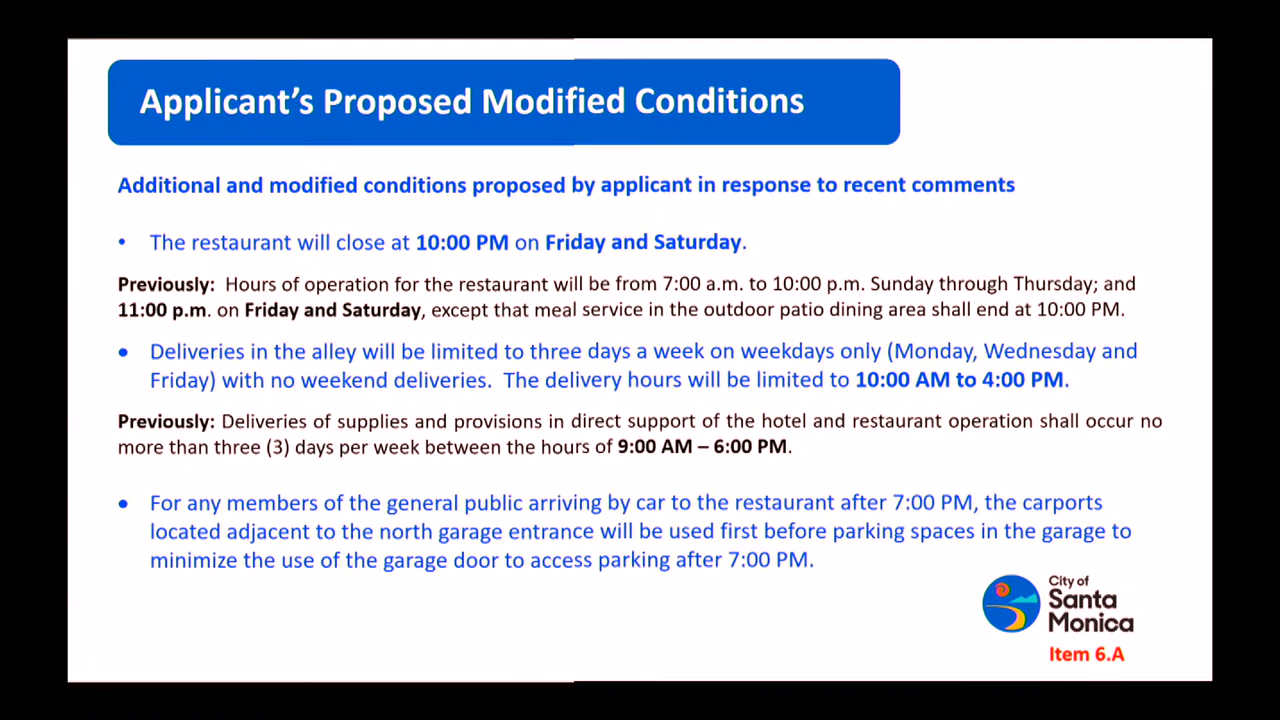 Applicant's Proposed Modified Conditions
Additional and modified conditions proposed by applicant in response to recent comments
• The restaurant will close at 10:00 PM on Friday and Saturday.
Previously: Hours of operation for the restaurant will be from 7:00 a.m. to 10:00 p.m. Sunday through Thursday; and
11:00 p.m. on Friday and Saturday, except that meal service in the outdoor patio dining area shall end at 10:00 PM.
• Deliveries in the alley will be limited to three days a week on weekdays only (Monday, Wednesday and
Friday) with no weekend deliveries. The delivery hours will be limited to 10:00 AM to 4:00 PM.
Previously: Deliveries of supplies and provisions in direct support of the hotel and restaurant operation shall occur no
more than three (3) days per week between the hours of 9:00 AM – 6:00 PM.
• For any members of the general public arriving by car to the restaurant after 7:00 PM, the carports
located adjacent to the north garage entrance will be used first before parking spaces in the garage to
minimize the use of the garage door to access parking after 7:00 PM.
City of
Santa
Monica
Item 6.A